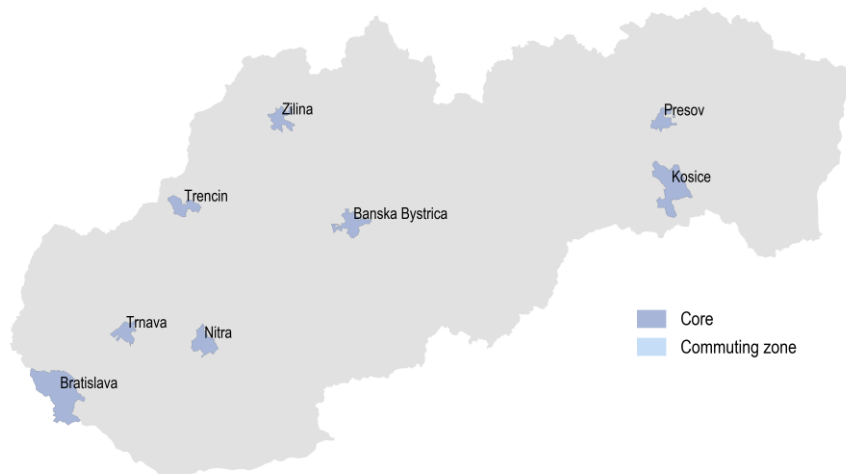 Zilina
Presov
Kosice
Trencin
Banska Bystrica
Trnava
Nitra
Core
Commuting zone
Bratislava